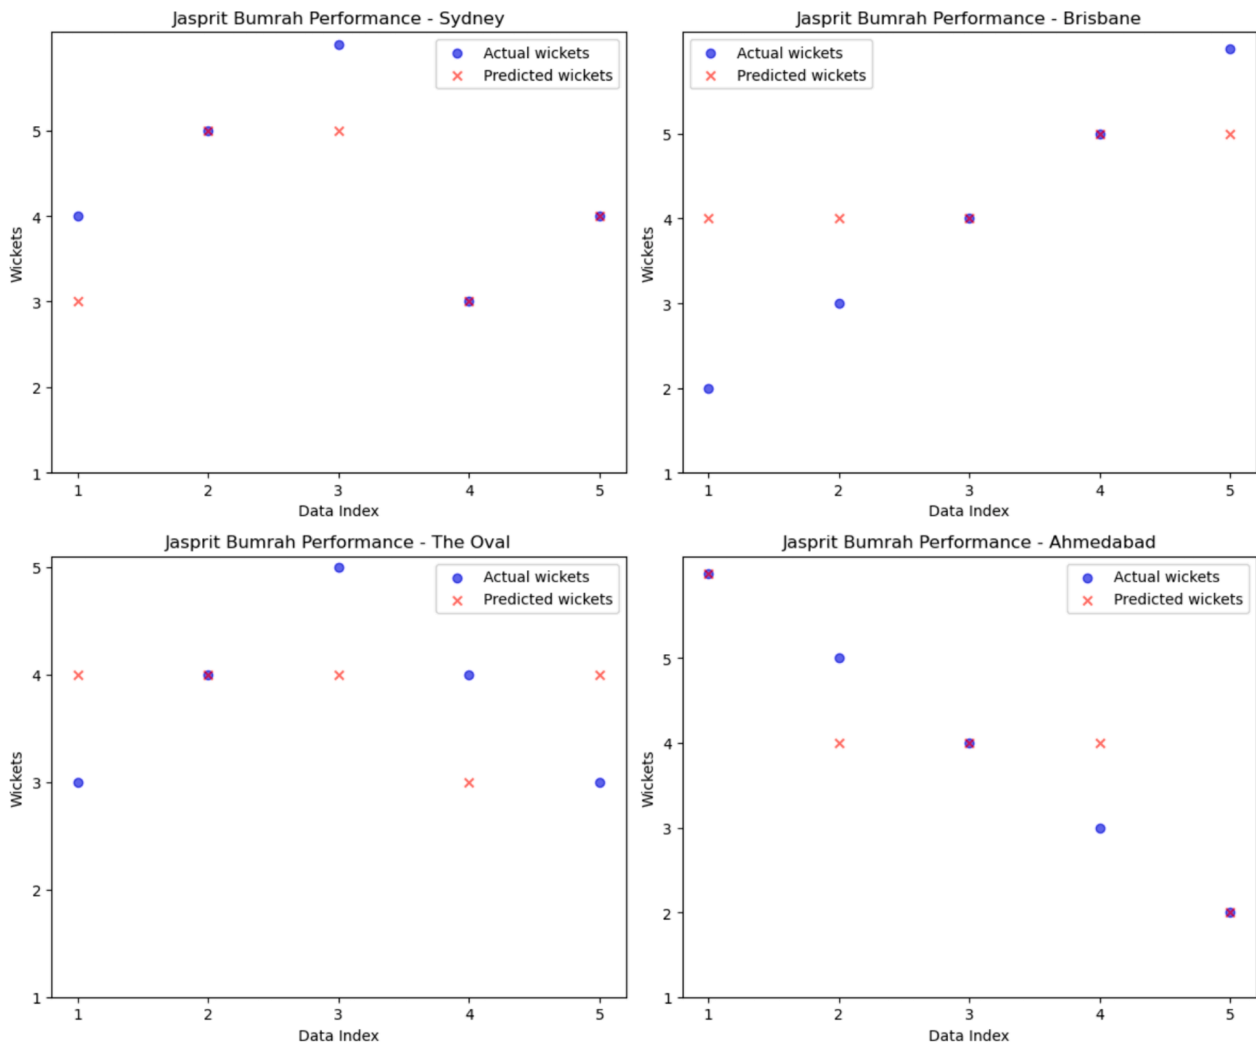 Jasprit Bumrah Performance - Sydney
Actual wickets
Predicted wickets
Wickets
5
4
3
2
1
1 2 3 4 5
Data Index
Jasprit Bumrah Performance - Brisbane
Actual wickets
Predicted wickets
Wickets
5
4
3
2
1
1 2 3 4 5
Data Index
Jasprit Bumrah Performance - The Oval
Actual wickets
Predicted wickets
Wickets
5
4
3
2
1
1 2 3 4 5
Data Index
Jasprit Bumrah Performance - Ahmedabad
Actual wickets
Predicted wickets
Wickets
5
4
3
2
1
1 2 3 4 5
Data Index